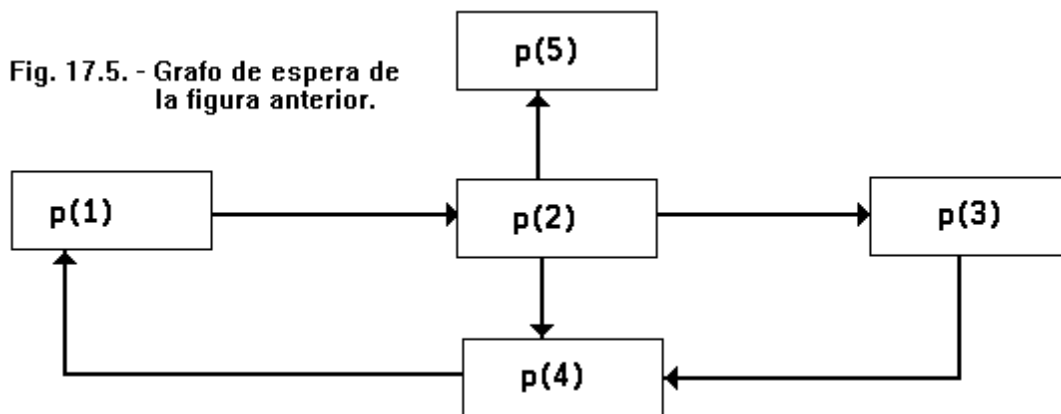 p(5)
Fig. 17.5. - Grafo de espera de
la figura anterior.
p(1)
p(2)
p(3)
p(4)